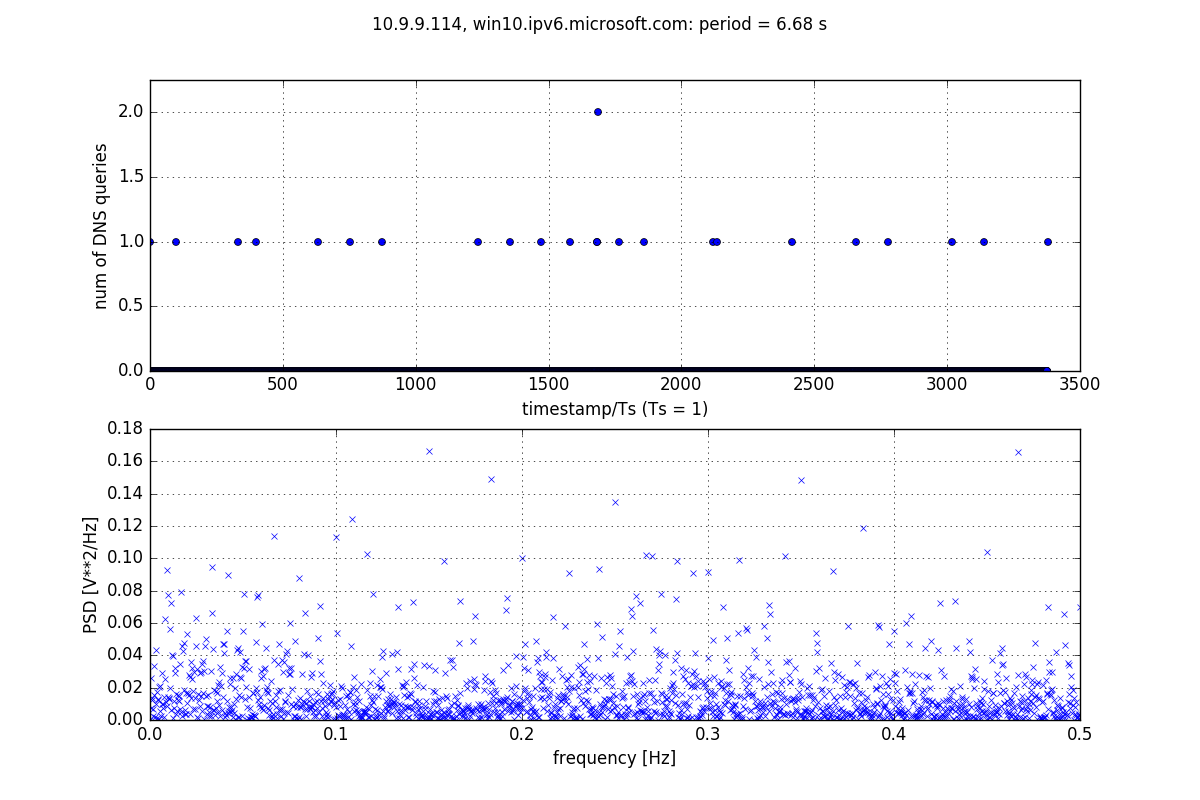 10.9.9.114, win10.ipv6.microsoft.com: period = 6.68 s
2.0
1.5
1.0
0.5
0.0
num of DNS queries
0 500 1000 1500 2000 2500 3000 3500
timestamp/Ts (Ts = 1)
0.18
0.16
0.14
0.12
0.10
0.08
0.06
0.04
0.02
0.00
PSD [V**2/Hz]
0.0 0.1 0.2 0.3 0.4 0.5
frequency [Hz]